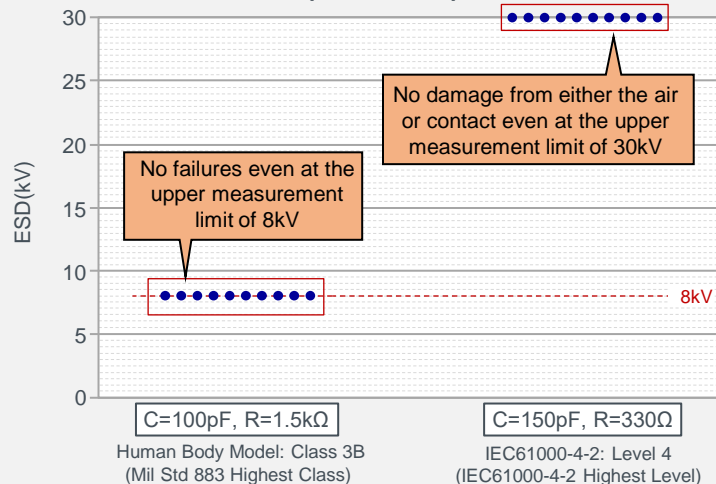 30
25
20
15
10
5
0
ESD(kV)
No damage from either the air
or contact even at the upper
measurement limit of 30kV
No failures even at the
upper measurement
limit of 8kV
8kV
C=100pF, R=1.5kΩ
C=150pF, R=330Ω
Human Body Model: Class 3B
(Mil Std 883 Highest Class)
IEC61000-4-2: Level 4
(IEC61000-4-2 Highest Level)